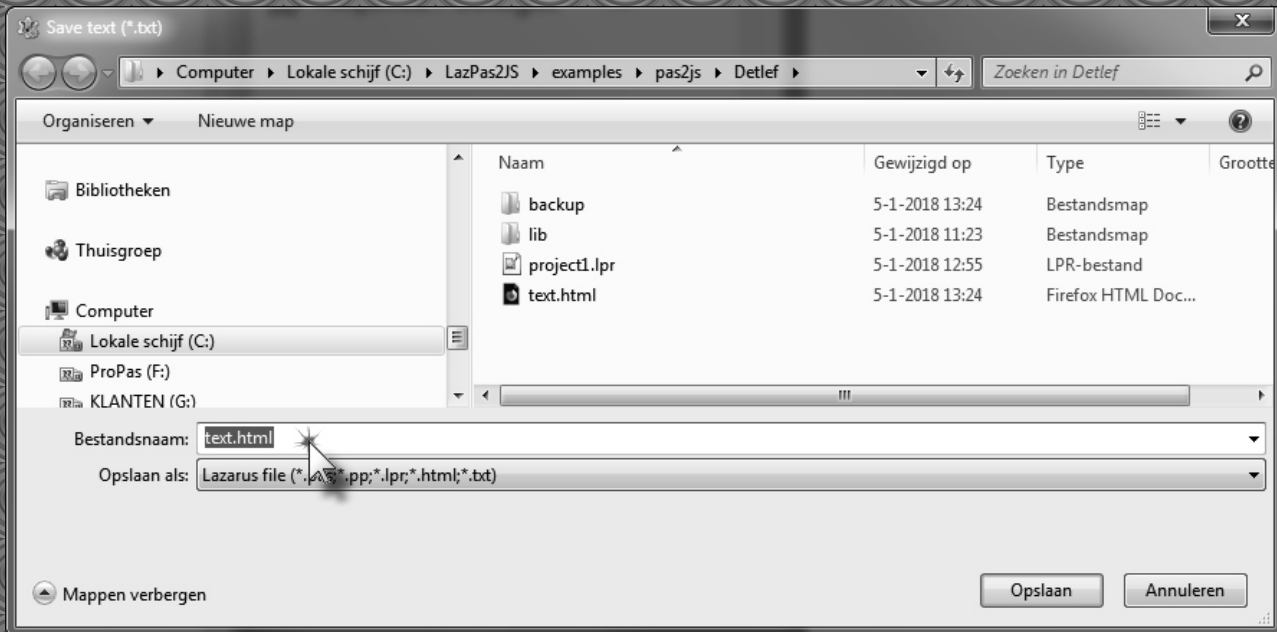 Save text (*.txt)
Computer Lokale schijf (C:) LazPas2JS examples pas2js Detlef
Zoeken in Detlef
Organiseren Nieuwe map
Naam Gewijzigd op Type Grootte
Bibliotheken
Thuisgroep
Computer
Lokale schijf (C:)
ProPas (F:)
KLANTEN (G:)
backup 5-1-2018 13:24 Bestandsmap
lib 5-1-2018 11:23 Bestandsmap
project1.lpr 5-1-2018 12:55 LPR-bestand
text.html 5-1-2018 13:24 Firefox HTML Doc...
Bestandsnaam: text.html
Opslaan als: Lazarus file ( *.pp;*.lpr;*.html;*.txt)
Mappen verbergen
Opslaan Annuleren